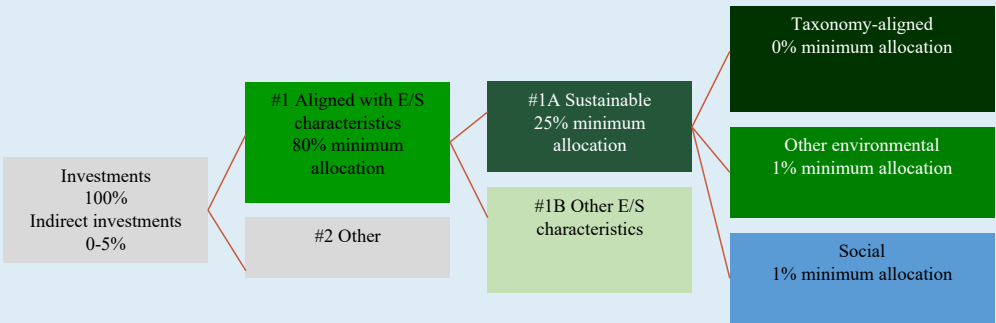 Investments
100%
Indirect investments
0-5%
#1 Aligned with E/S
characteristics
80% minimum
allocation
#2 Other
#1A Sustainable
25% minimum
allocation
#1B Other E/S
characteristics
Taxonomy-aligned
0% minimum allocation
Other environmental
1% minimum allocation
Social
1% minimum allocation